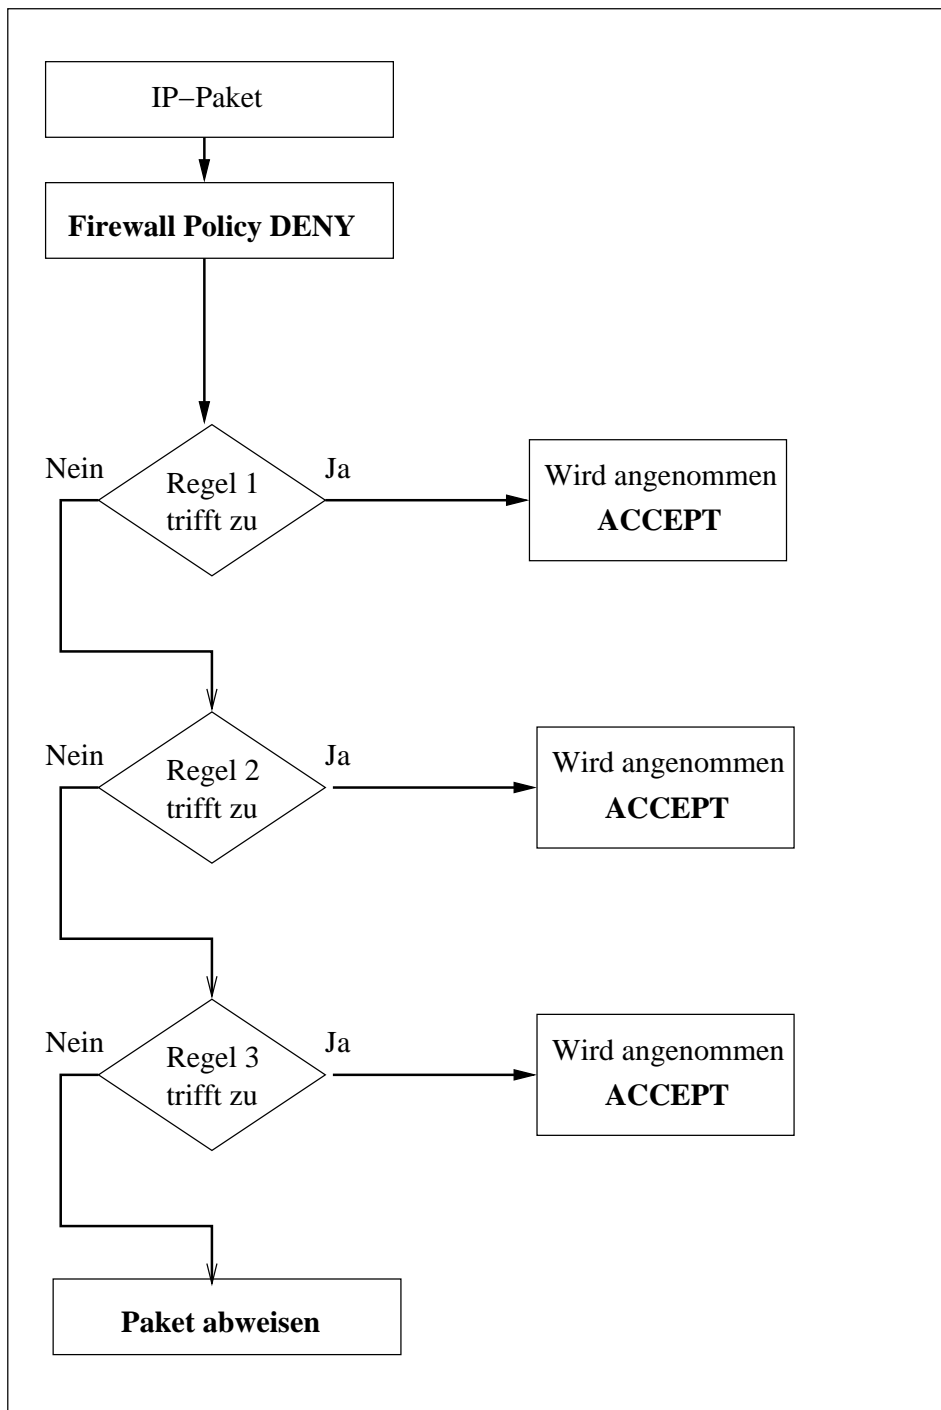 IP–Paket
Firewall Policy DENY
Nein
Ja
Regel 1
trifft zu
Wird angenommen
ACCEPT
Nein
Ja
Regel 2
trifft zu
Wird angenommen
ACCEPT
Nein
Ja
Regel 3
trifft zu
Wird angenommen
ACCEPT
Paket abweisen